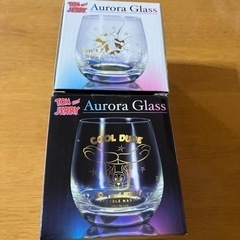 TOM and JERRY
Aurora Glass
TOM and JERRY
Aurora Glass
COOL DUDE